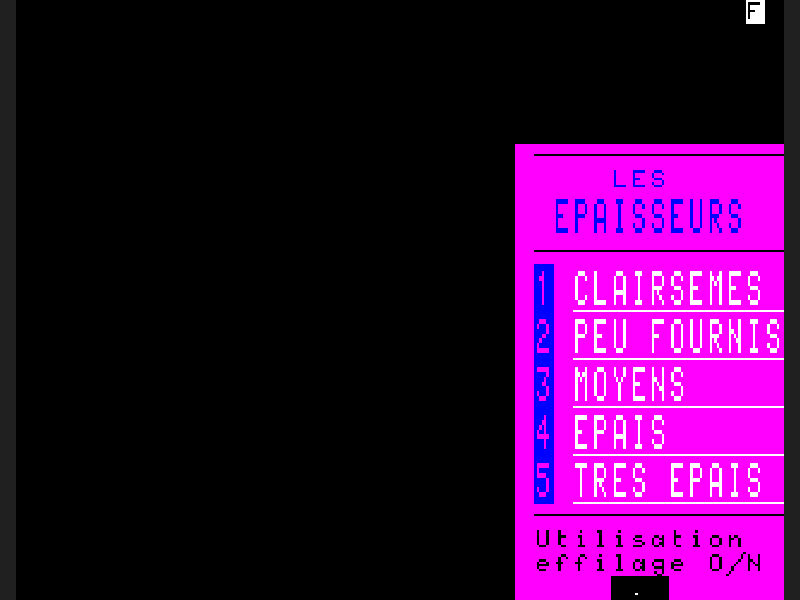 F
LES
EPAISSEURS
1 CLAIRSEMES
2 PEU FOURNIS
3 MOYENS
4 EPAIS
5 TRES EPAIS
Utilisation
effilage O/N
.